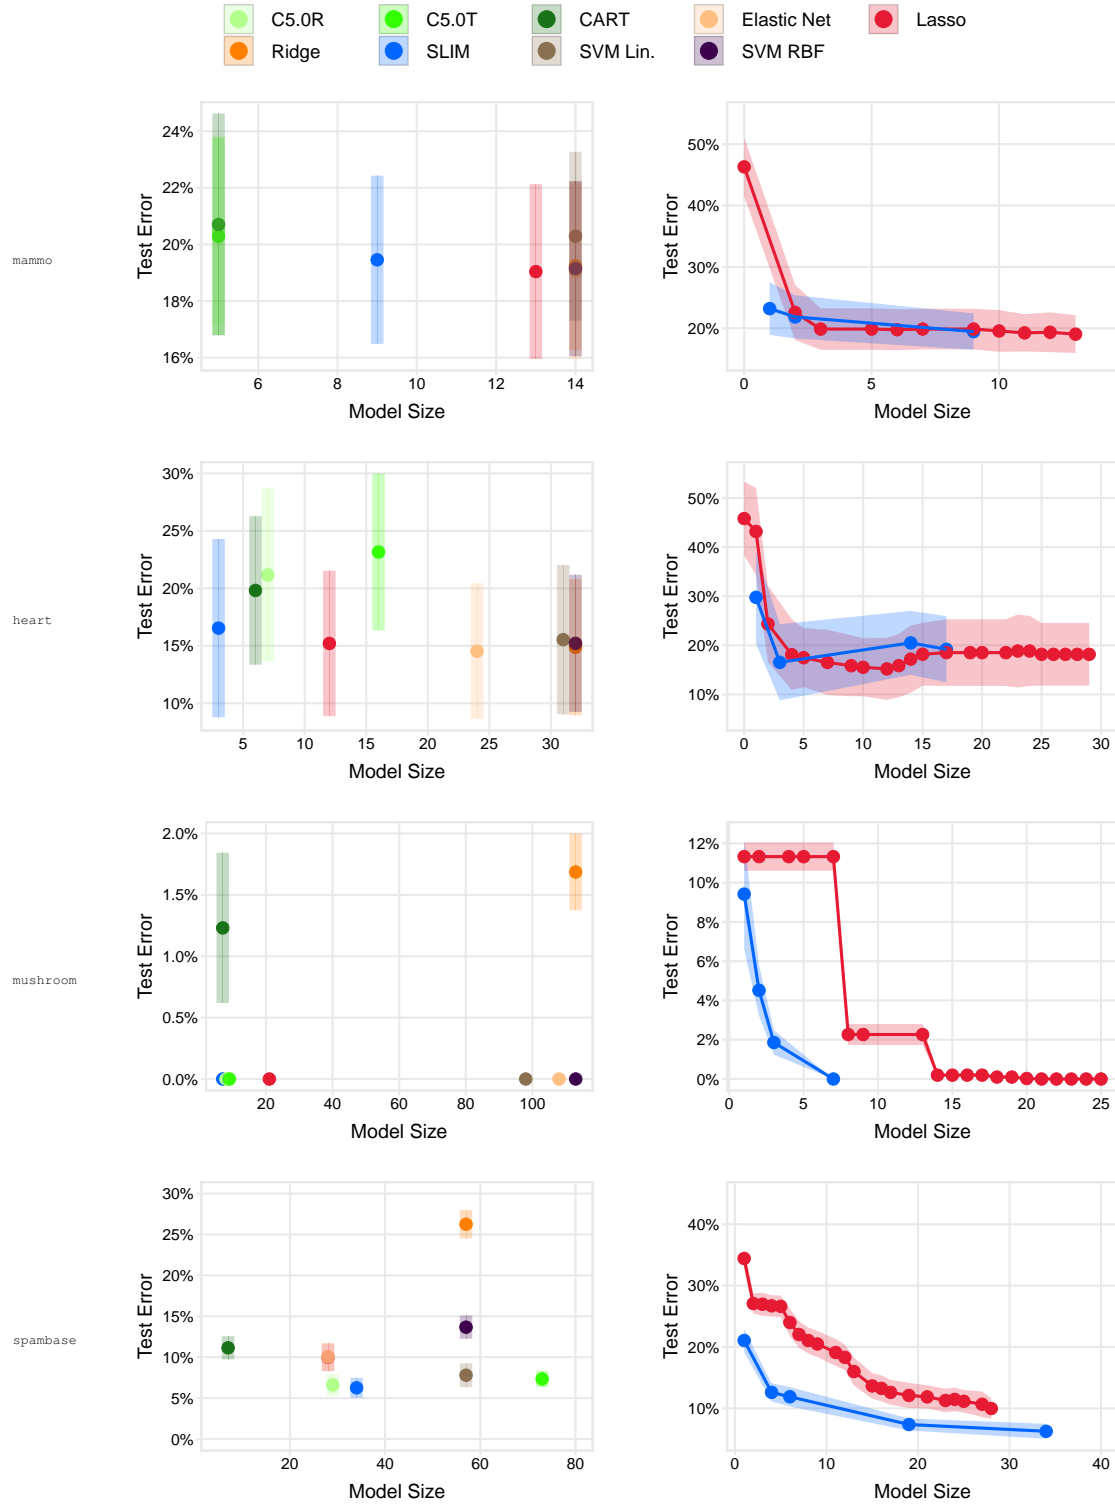 C5.0R C5.0T CART Elastic Net Lasso
Ridge SLIM SVM Lin. SVM RBF
mammo
Test Error
24%
22%
20%
18%
16%
6 8 10 12 14
Model Size
Test Error
50%
40%
30%
20%
0 5 10
Model Size
heart
Test Error
30%
25%
20%
15%
10%
5 10 15 20 25 30
Model Size
Test Error
50%
40%
30%
20%
10%
0 5 10 15 20 25 30
Model Size
mushroom
Test Error
2.0%
1.5%
1.0%
0.5%
0.0%
20 40 60 80 100
Model Size
Test Error
12%
10%
8%
6%
4%
2%
0%
0 5 10 15 20 25
Model Size
spambase
Test Error
30%
25%
20%
15%
10%
5%
0%
20 40 60 80
Model Size
Test Error
40%
30%
20%
10%
0 10 20 30 40
Model Size